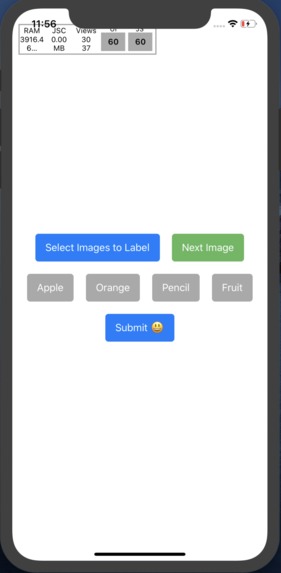 11:56
RAM JSC Views UI JS
3916.4 0.00 30 60 60
6... MB 37
Select Images to Label Next Image
Apple Orange Pencil Fruit
Submit 😃